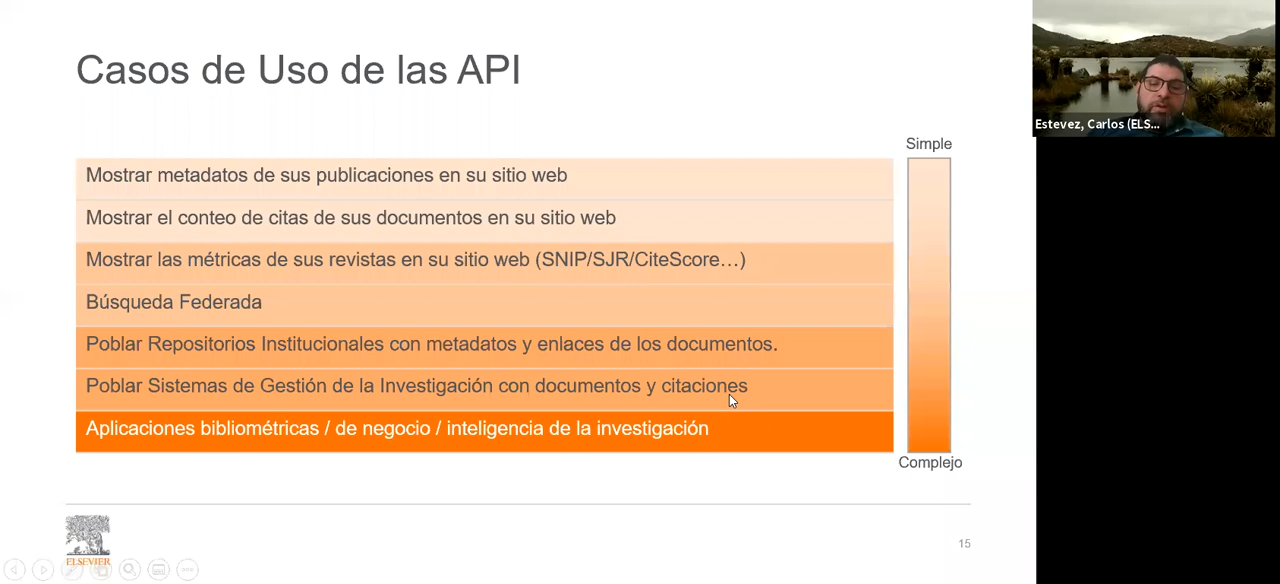 Casos de Uso de las API
Estevez, Carlos (ELS...
Simple
Mostrar metadatos de sus publicaciones en su sitio web
Mostrar el conteo de citas de sus documentos en su sitio web
Mostrar las métricas de sus revistas en su sitio web (SNIP/SJR/CiteScore…)
Búsqueda Federada
Poblar Repositorios Institucionales con metadatos y enlaces de los documentos.
Poblar Sistemas de Gestión de la Investigación con documentos y citaciones
Aplicaciones bibliométricas / de negocio / inteligencia de la investigación
Complejo
ELSEVIER
15